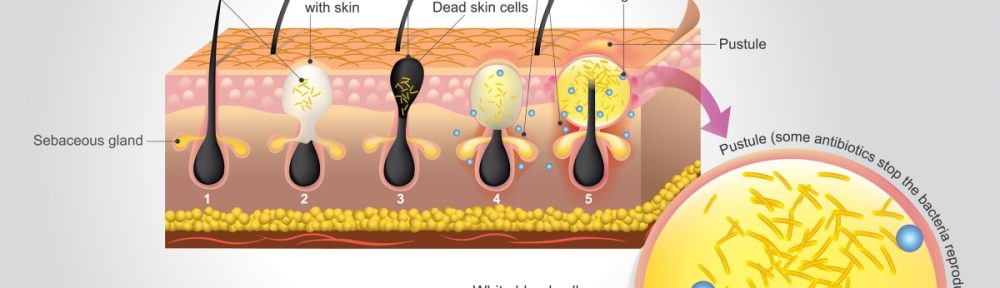 with skin
Dead skin cells
Pustule
Sebaceous gland
1
2
3
4
5
Pustule (some antibiotics stop the bacteria